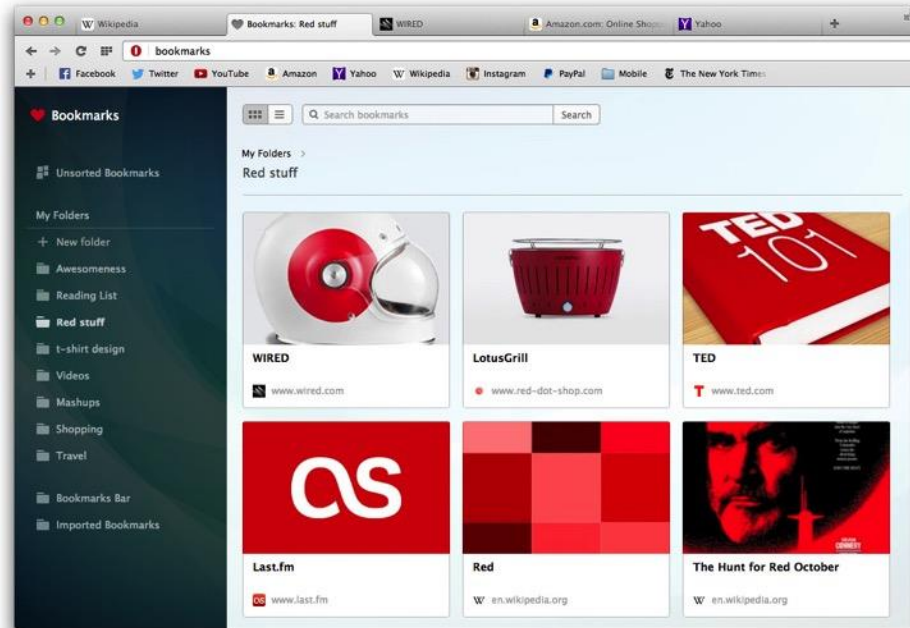 Wikipedia
Bookmarks: Red stuff
WIRED
Amazon.com: Online Shopp
Yahoo
bookmarks
Facebook Twitter YouTube Amazon Yahoo Wikipedia Instagram PayPal Mobile The New York Times
Bookmarks
Search bookmarks
Search
Unsorted Bookmarks
My Folders
New folder
Awesomeness
Reading List
Red stuff
t-shirt design
Videos
Mashups
Shopping
Travel
Bookmarks Bar
Imported Bookmarks
My Folders >
Red stuff
WIRED
www.wired.com
LotusGrill
www.red-dot-shop.com
TED
101
TED
www.ted.com
Last.fm
www.last.fm
Red
en.wikipedia.org
CONNERY
The Hunt for Red October
en.wikipedia.org